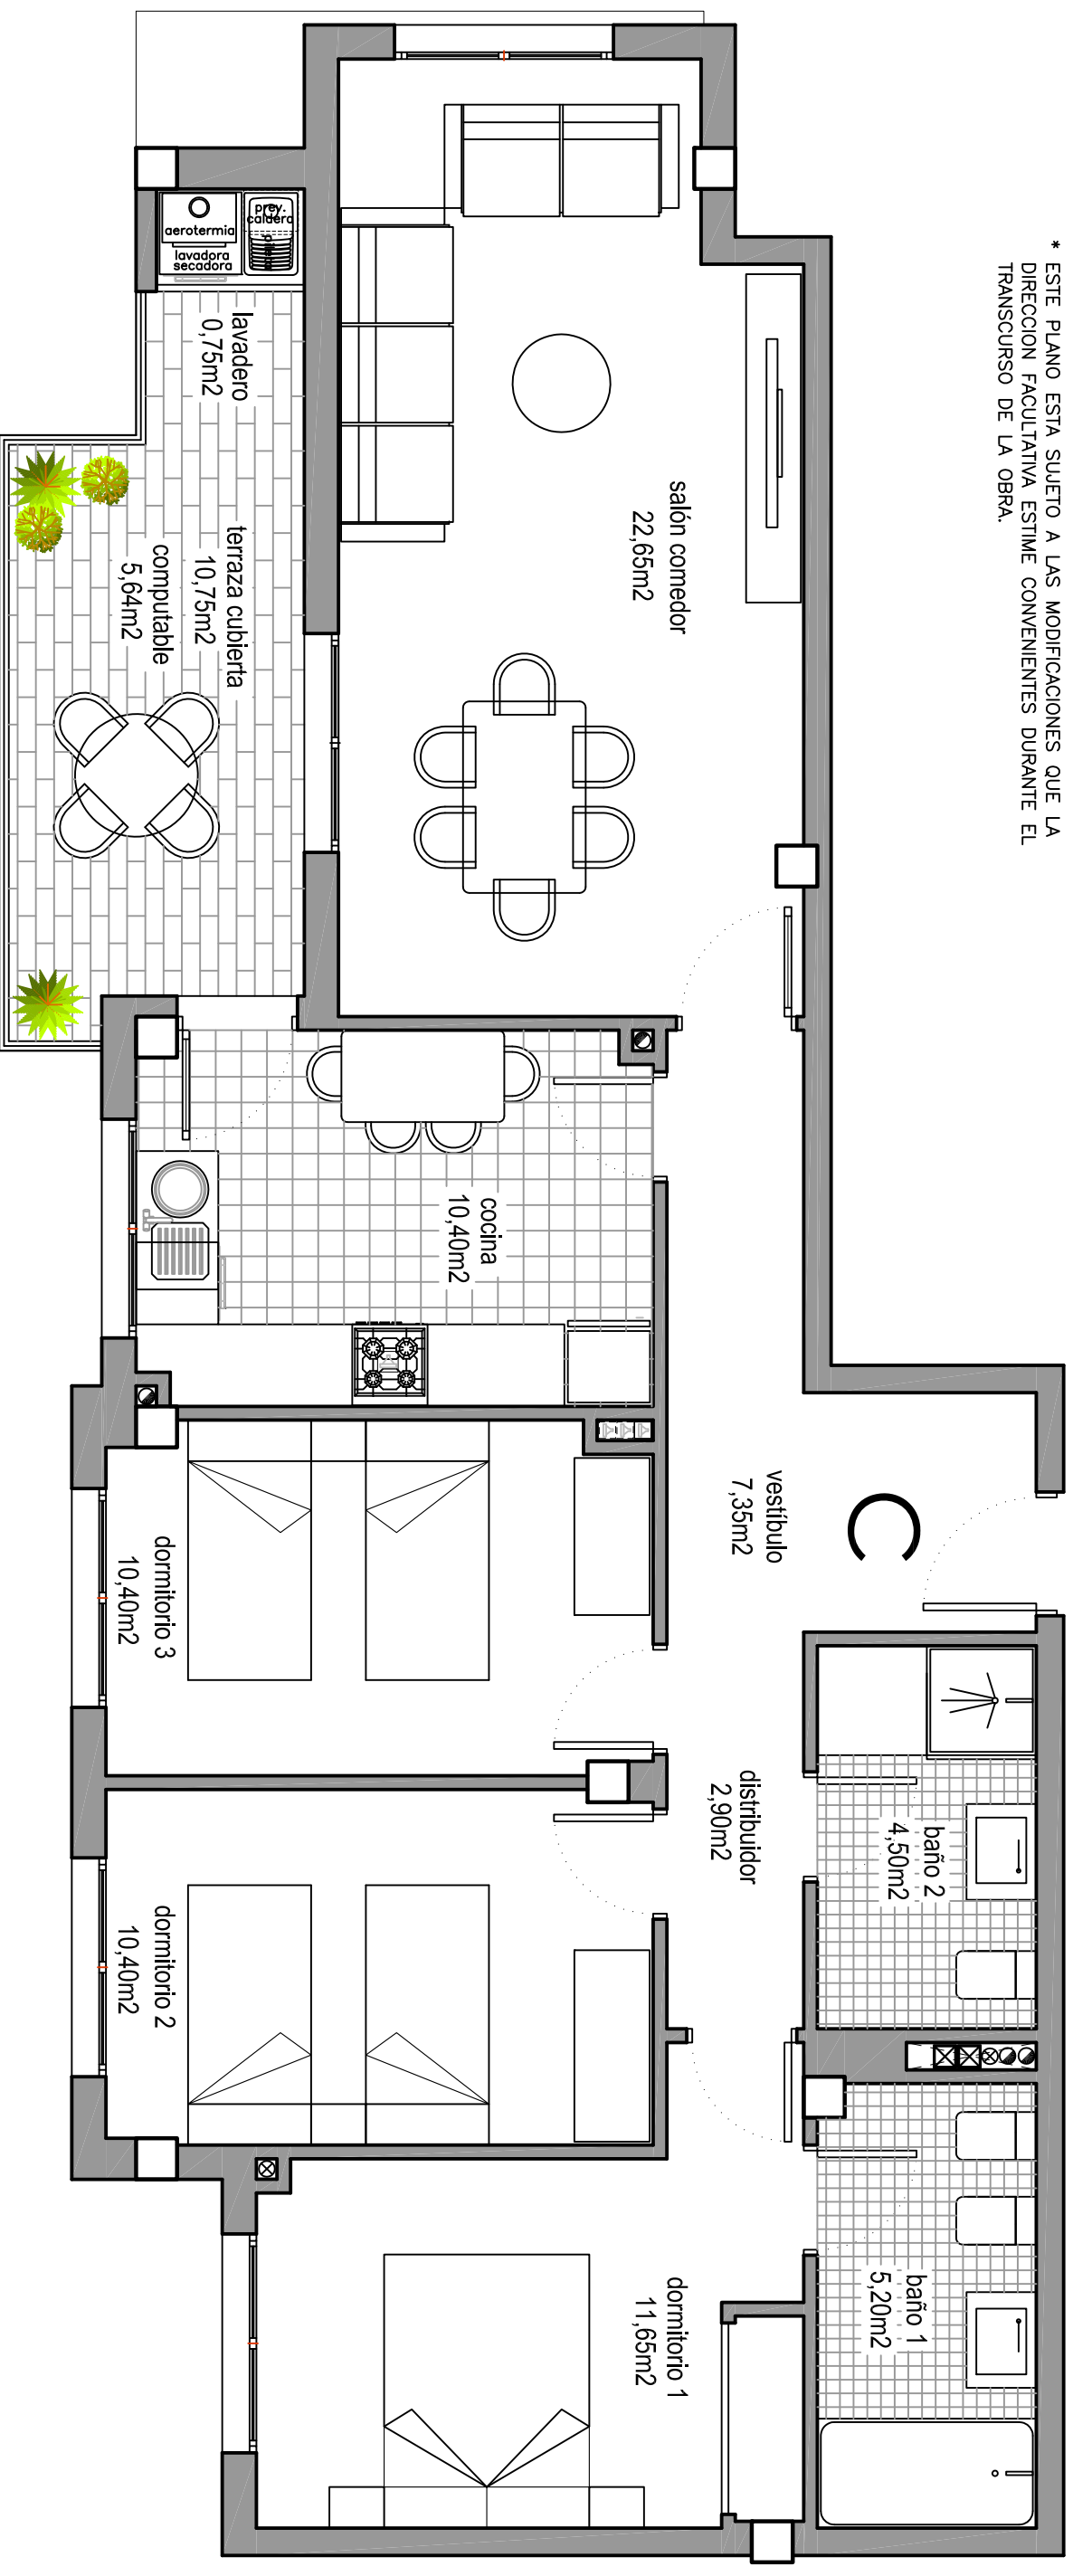 * ESTE PLANO ESTA SUJETO A LAS MODIFICACIONES QUE LA
DIRECCION FACULTATIVA ESTIME CONVENIENTES DURANTE EL
TRANSCURSO DE LA OBRA.
prev.
caldera
pileta
aerotermia
lavadora
secadora
lavadero
0,75m2
terraza cubierta
10,75m2
computable
5,64m2
salón comedor
22,65m2
cocina
10,40m2
vestíbulo
7,35m2
C
dormitorio 3
10,40m2
distribuidor
2,90m2
baño 2
4,50m2
dormitorio 2
10,40m2
baño 1
5,20m2
dormitorio 1
11,65m2